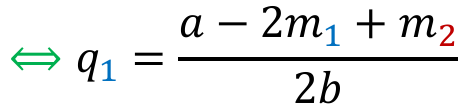 ⟺ q₁ = (a − 2m₁ + m₂) / 2b